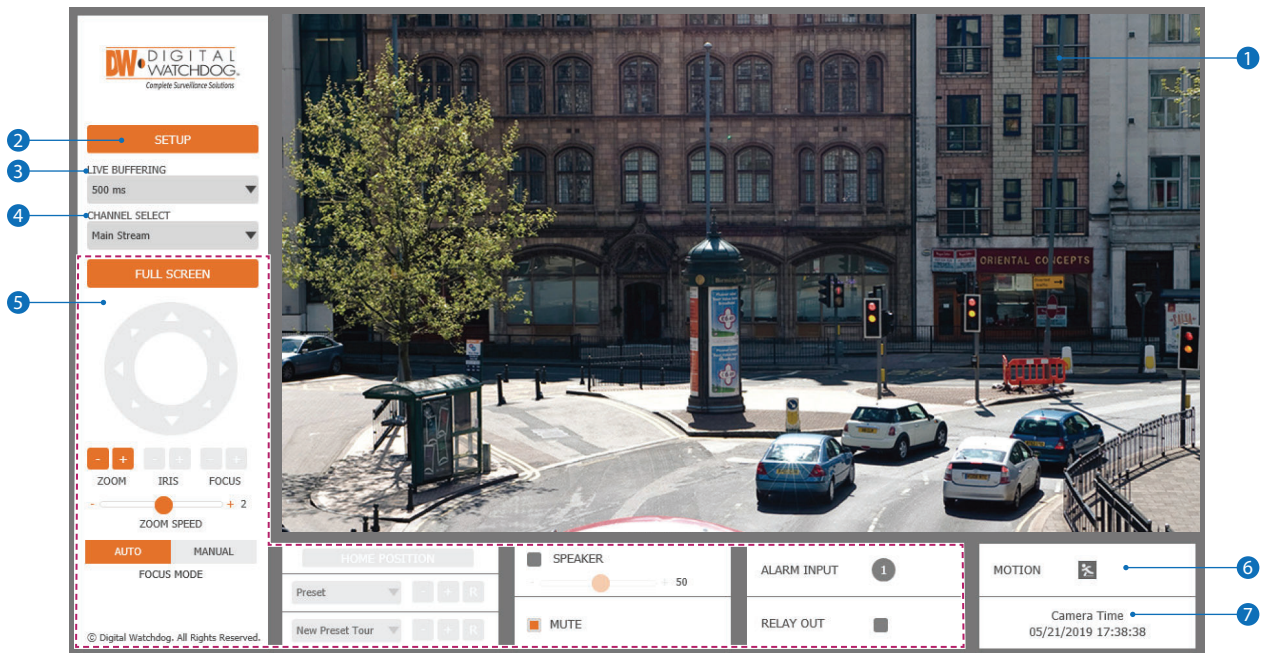 DW DIGITAL
WATCHDOG
Complete Surveillance Solutions
1
2
SETUP
3
LIVE BUFFERING
500 ms
4
CHANNEL SELECT
Main Stream
FULL SCREEN
5
ORIENTAL CONCEPTS
- + - + - +
ZOOM IRIS FOCUS
- + 2
ZOOM SPEED
AUTO MANUAL
FOCUS MODE
© Digital Watchdog. All Rights Reserved.
HOME POSITION
Preset - + R
New Preset Tour - + R
SPEAKER
- + 50
MUTE
ALARM INPUT 1
RELAY OUT
MOTION
6
Camera Time
7
05/21/2019 17:38:38